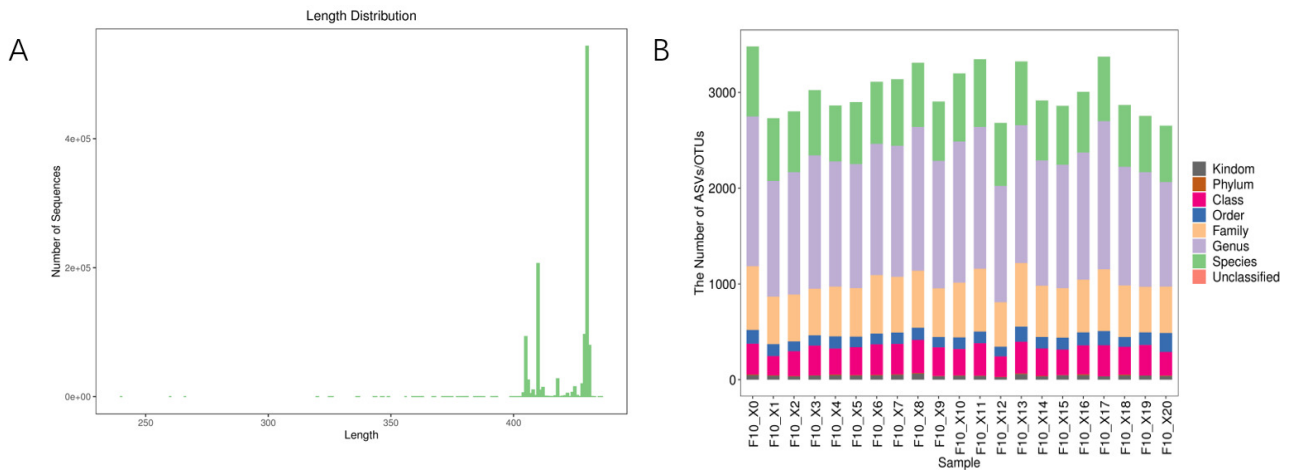 A
Length Distribution
Number of Sequences
4e+05
2e+05
0e+00
250
300
350
400
Length
B
The Number of ASVs/OTUs
3000
2000
1000
0
F10_X0
F10_X1
F10_X2
F10_X3
F10_X4
F10_X5
F10_X6
F10_X7
F10_X8
F10_X9
F10_X10
F10_X11
F10_X12
F10_X13
F10_X14
F10_X15
F10_X16
F10_X17
F10_X18
F10_X19
F10_X20
Sample
Kindom
Phylum
Class
Order
Family
Genus
Species
Unclassified